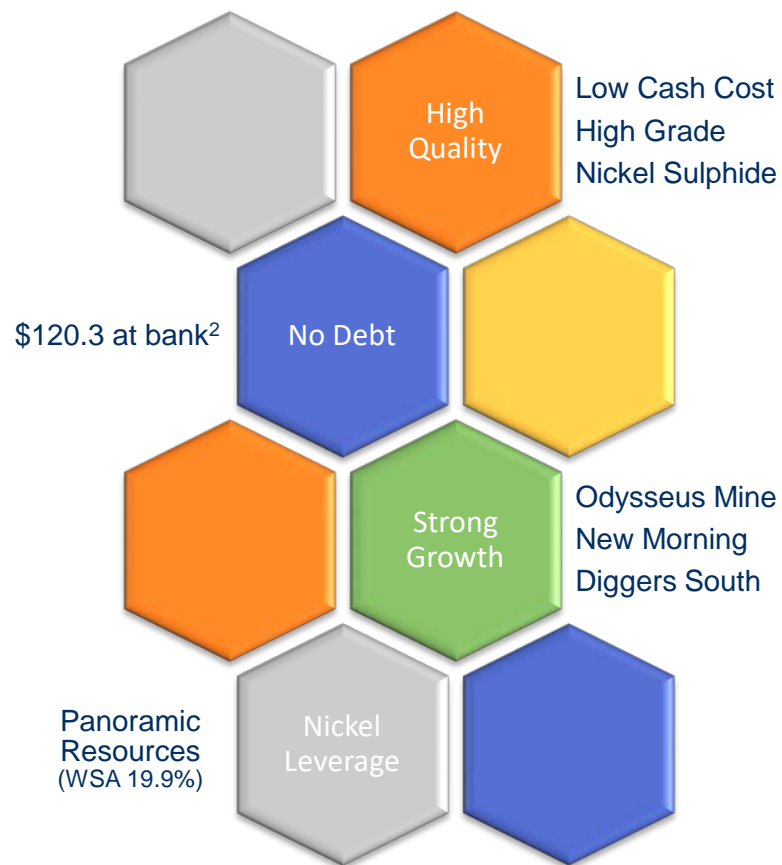 High
Quality
Low Cash Cost
High Grade
Nickel Sulphide
$120.3 at bank²
No Debt
Strong
Growth
Odysseus Mine
New Morning
Diggers South
Panoramic
Resources
(WSA 19.9%)
Nickel
Leverage